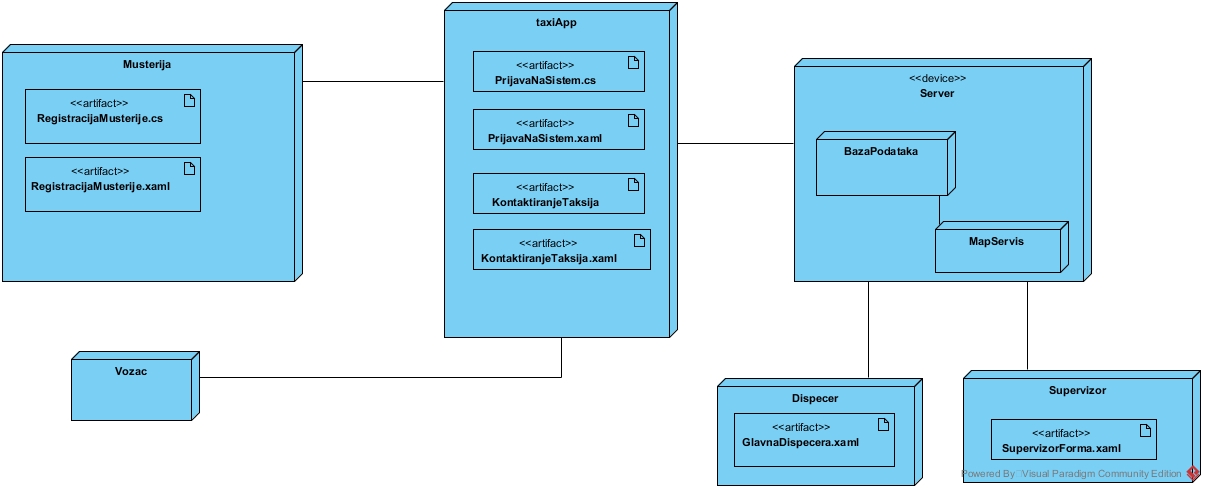 Musterija
<<artifact>>
RegistracijaMusterije.cs
<<artifact>>
RegistracijaMusterije.xaml
taxiApp
<<artifact>>
PrijavaNaSistem.cs
<<artifact>>
PrijavaNaSistem.xaml
<<artifact>>
KontaktiranjeTaksija
<<artifact>>
KontaktiranjeTaksija.xaml
<<device>>
Server
BazaPodataka
MapServis
Vozac
Dispecer
<<artifact>>
GlavnaDispecera.xaml
Supervizor
<<artifact>>
SupervizorForma.xaml
Powered By Visual Paradigm Community Edition